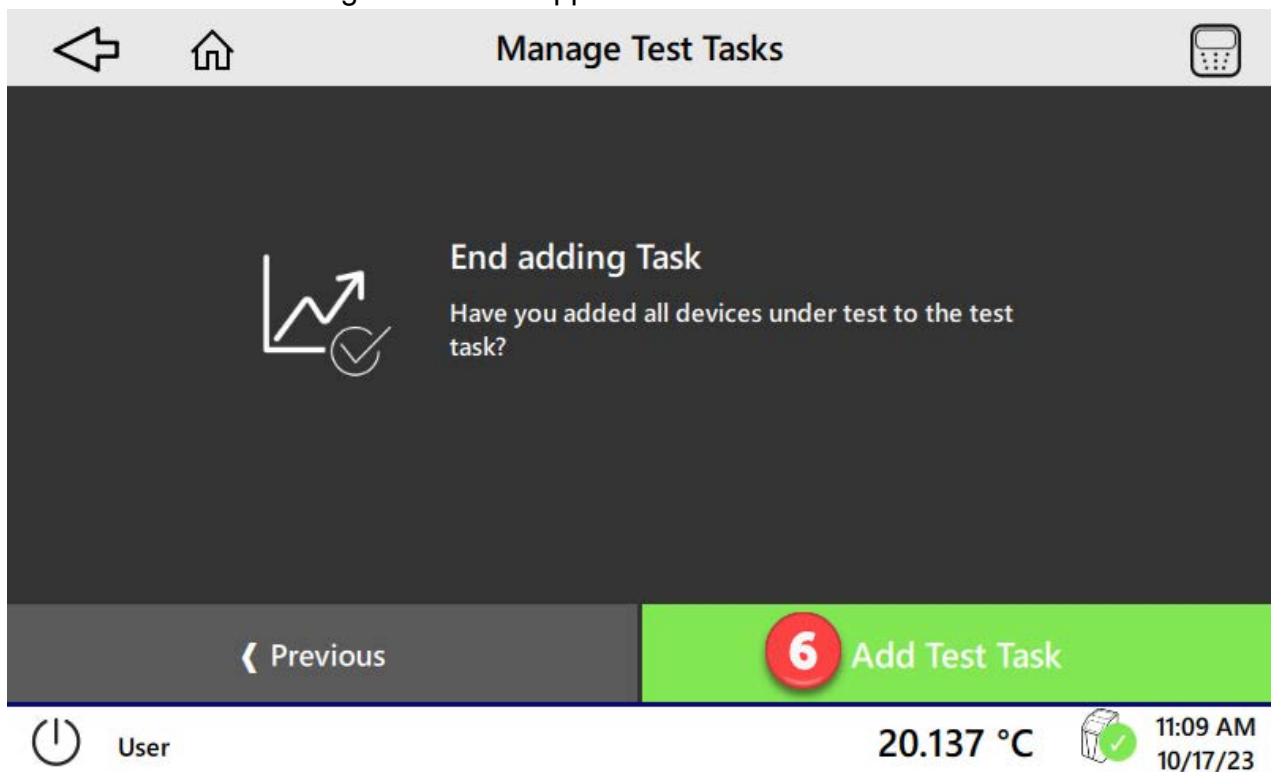 Manage Test Tasks
End adding Task
Have you added all devices under test to the test
task?
❰ Previous
6 Add Test Task
User
20.137 °C
11:09 AM
10/17/23